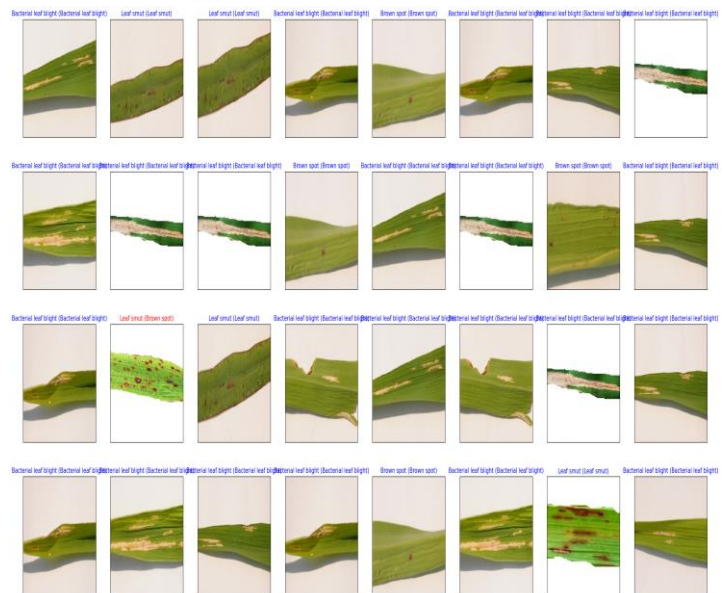 Bacterial leaf blight (Bacterial leaf blight) Leaf smut (Leaf smut) Leaf smut (Leaf smut) Bacterial leaf blight (Bacterial leaf blight) Brown spot (Brown spot) Bacterial leaf blight (Bacterial leaf blight) Bacterial leaf blight (Bacterial leaf blight) Bacterial leaf blight (Bacterial leaf blight)
Bacterial leaf blight (Bacterial leaf blight) Bacterial leaf blight (Bacterial leaf blight) Bacterial leaf blight (Bacterial leaf blight) Brown spot (Brown spot) Bacterial leaf blight (Bacterial leaf blight) Bacterial leaf blight (Bacterial leaf blight) Brown spot (Brown spot) Bacterial leaf blight (Bacterial leaf blight)
Bacterial leaf blight (Bacterial leaf blight) Leaf smut (Brown spot) Leaf smut (Leaf smut) Bacterial leaf blight (Bacterial leaf blight) Bacterial leaf blight (Bacterial leaf blight) Bacterial leaf blight (Bacterial leaf blight) Bacterial leaf blight (Bacterial leaf blight) Bacterial leaf blight (Bacterial leaf blight)
Bacterial leaf blight (Bacterial leaf blight) Bacterial leaf blight (Bacterial leaf blight) Bacterial leaf blight (Bacterial leaf blight) Bacterial leaf blight (Bacterial leaf blight) Brown spot (Brown spot) Bacterial leaf blight (Bacterial leaf blight) Leaf smut (Leaf smut) Bacterial leaf blight (Bacterial leaf blight)